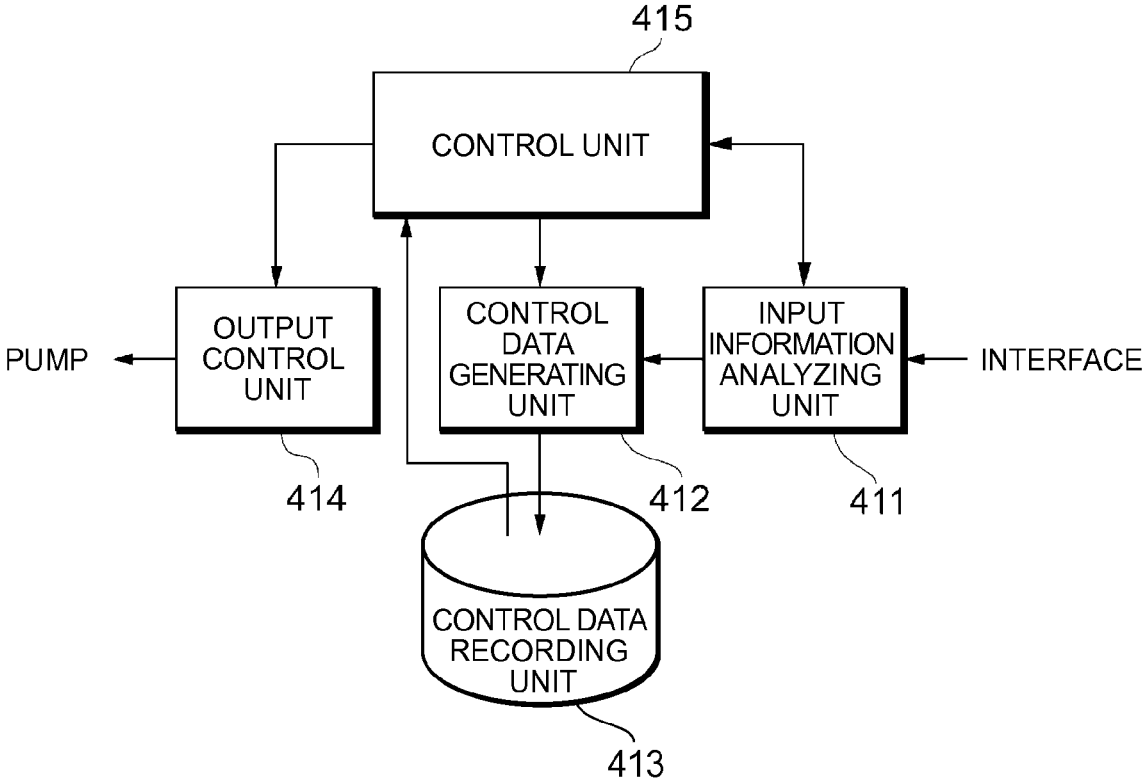 415
CONTROL UNIT
PUMP
OUTPUT
CONTROL
UNIT
414
CONTROL
DATA
GENERATING
UNIT
412
INPUT
INFORMATION
ANALYZING
UNIT
411
INTERFACE
CONTROL DATA
RECORDING
UNIT
413